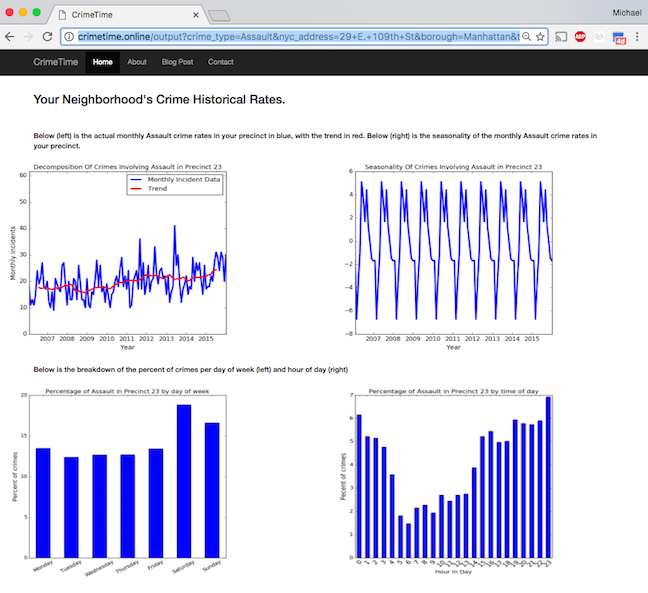 CrimeTime
Michael
crimetime.online/output?crime_type=Assault&nyc_address=29+E.+109th+St&borough=Manhattan&t
ABP
CrimeTime Home About Blog Post Contact
Your Neighborhood's Crime Historical Rates.
Below (left) is the actual monthly Assault crime rates in your precinct in blue, with the trend in red. Below (right) is the seasonality of the monthly Assault crime rates in
your precinct.
Decomposition Of Crimes Involving Assault in Precinct 23
Monthly Incident Data
Trend
Monthly Incidents
60
50
40
30
20
10
0
2007 2008 2009 2010 2011 2012 2013 2014 2015
Year
Seasonality Of Crimes Involving Assault in Precinct 23
6
4
2
0
−2
−4
−6
−8
2007 2008 2009 2010 2011 2012 2013 2014 2015
Year
Below is the breakdown of the percent of crimes per day of week (left) and hour of day (right)
Percentage of Assault in Precinct 23 by day of week
Percent of crimes
20
15
10
5
0
Monday Tuesday Wednesday Thursday Friday Saturday Sunday
Percentage of Assault in Precinct 23 by time of day
Pecent of crimes
7
6
5
4
3
2
1
0
0 1 2 3 4 5 6 7 8 9 10 11 12 13 14 15 16 17 18 19 20 21 22 23
Hour in Day